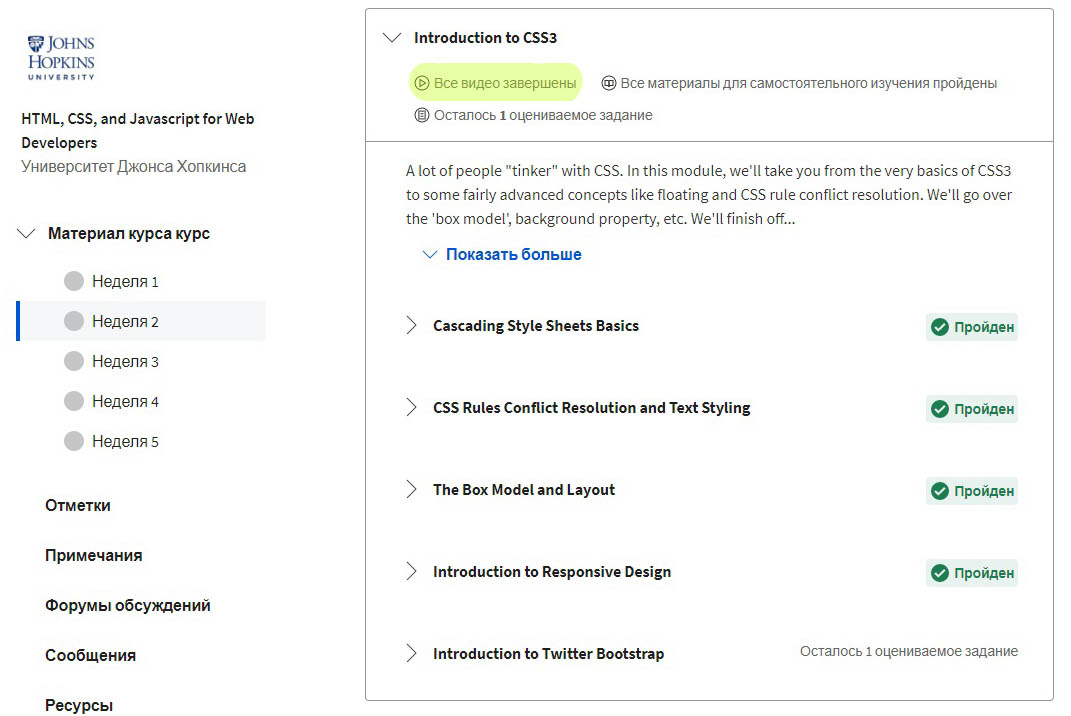 JOHNS
HOPKINS
UNIVERSITY
HTML, CSS, and Javascript for Web
Developers
Университет Джонса Хопкинса
Материал курса курс
Неделя 1
Неделя 2
Неделя 3
Неделя 4
Неделя 5
Отметки
Примечания
Форумы обсуждений
Сообщения
Ресурсы
Introduction to CSS3
Все видео завершены Все материалы для самостоятельного изучения пройдены
Осталось 1 оцениваемое задание
A lot of people "tinker" with CSS. In this module, we'll take you from the very basics of CSS3
to some fairly advanced concepts like floating and CSS rule conflict resolution. We'll go over
the 'box model', background property, etc. We'll finish off...
Показать больше
Cascading Style Sheets Basics Пройден
CSS Rules Conflict Resolution and Text Styling Пройден
The Box Model and Layout Пройден
Introduction to Responsive Design Пройден
Introduction to Twitter Bootstrap Осталось 1 оцениваемое задание